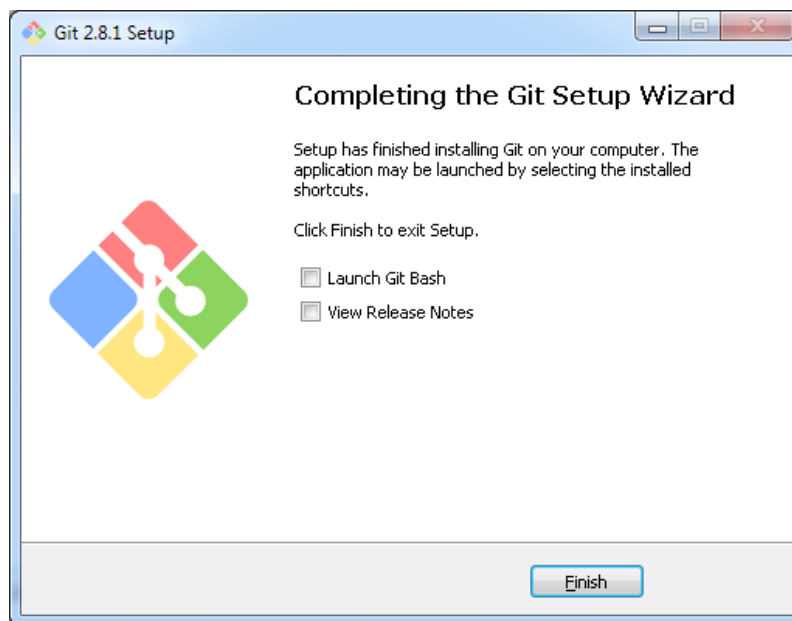 Git 2.8.1 Setup
Completing the Git Setup Wizard
Setup has finished installing Git on your computer. The
application may be launched by selecting the installed
shortcuts.
Click Finish to exit Setup.
Launch Git Bash
View Release Notes
Finish